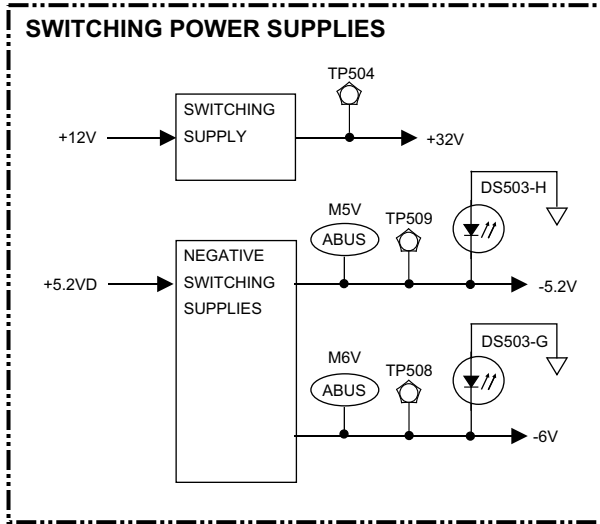 SWITCHING POWER SUPPLIES
TP504
SWITCHING
SUPPLY
+12V
+32V
DS503-H
M5V
TP509
ABUS
NEGATIVE
SWITCHING
SUPPLIES
+5.2VD
-5.2V
DS503-G
M6V
TP508
ABUS
-6V